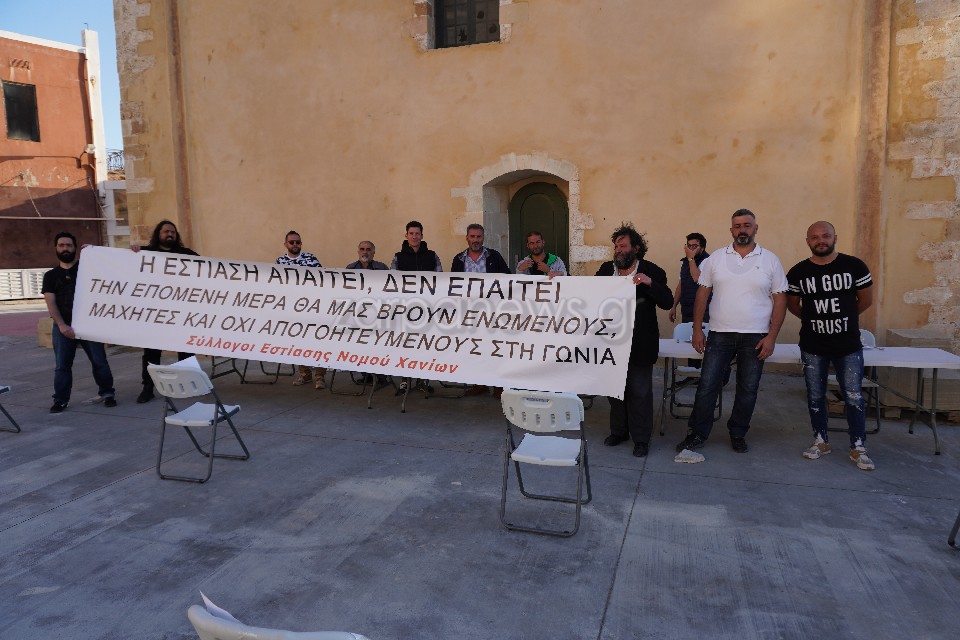 Η ΕΣΤΙΑΣΗ ΑΠΑΙΤΕΙ, ΔΕΝ ΕΠΑΙΤΕΙ
ΤΗΝ ΕΠΟΜΕΝΗ ΜΕΡΑ ΘΑ ΜΑΣ ΒΡΟΥΝ ΕΝΩΜΕΝΟΥΣ,
ΜΑΧΗΤΕΣ ΚΑΙ ΟΧΙ ΑΠΟΓΟΗΤΕΥΜΕΝΟΥΣ ΣΤΗ ΓΩΝΙΑ
Σύλλογοι Εστίασης Νομού Χανίων
IN GOD
WE
TRUST